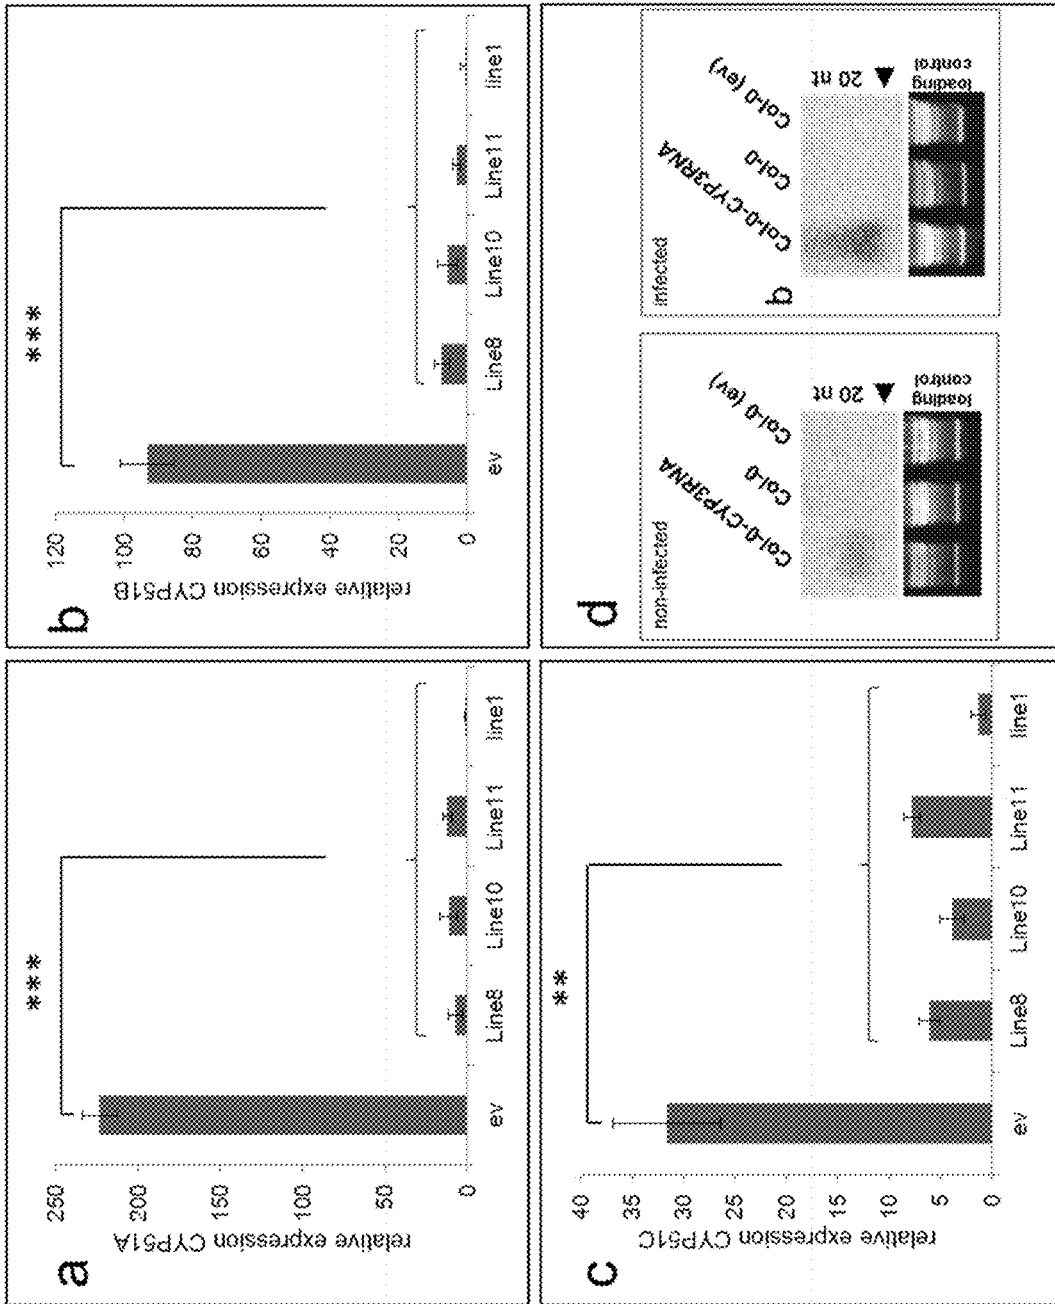 a
relative expression CYP51A
250
200
150
100
50
0
***
ev
Line8
Line10
Line11
line1
b
relative expression CYP51B
120
100
80
60
40
20
0
***
ev
Line8
Line10
Line11
line1
c
relative expression CYP51C
40
35
30
25
20
15
10
5
0
**
ev
Line8
Line10
Line11
line1
d
non-infected
Col-0-CYP3RNA
Col-0
Col-0 (ev)
20 nt
loading
control
infected
b
Col-0-CYP3RNA
Col-0
Col-0 (ev)
20 nt
loading
control